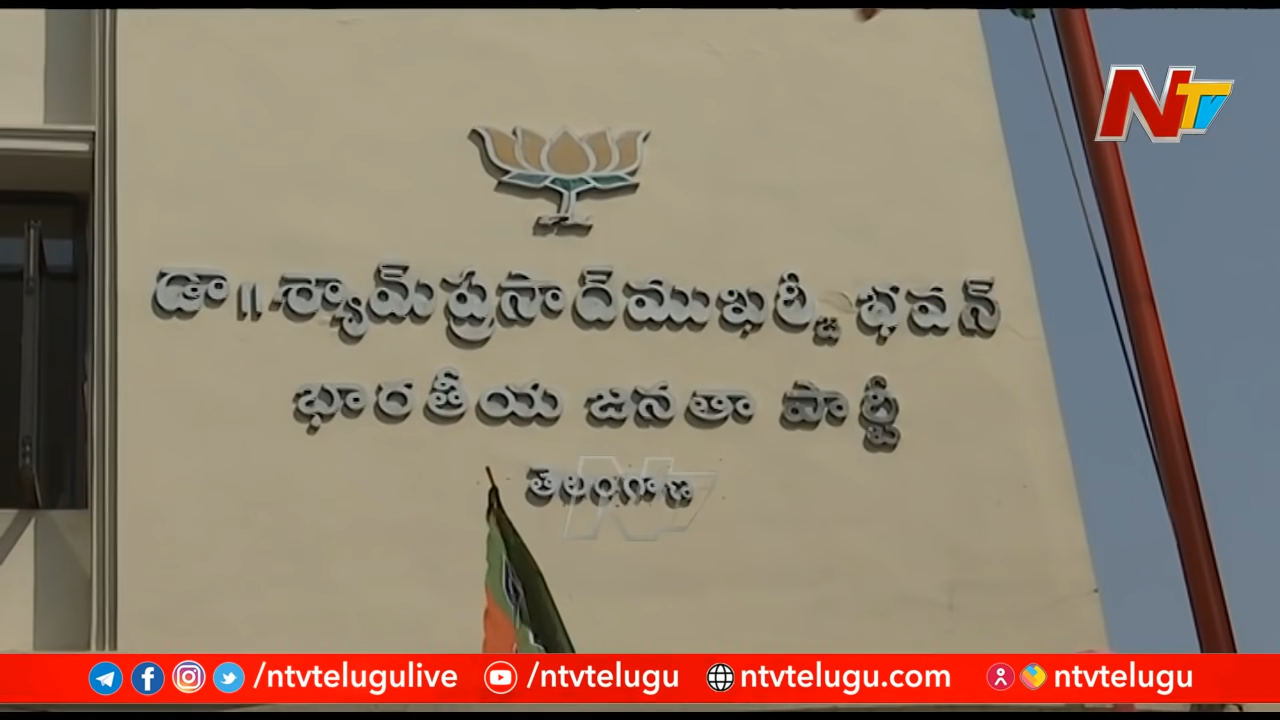 NTV
డా॥శ్యామ్‌ప్రసాద్‌ముఖర్జీ భవన్
భారతీయ జనతా పార్టీ
తెలంగాణ
/ntvtelugulive /ntvtelugu ntvtelugu.com ntvtelugu